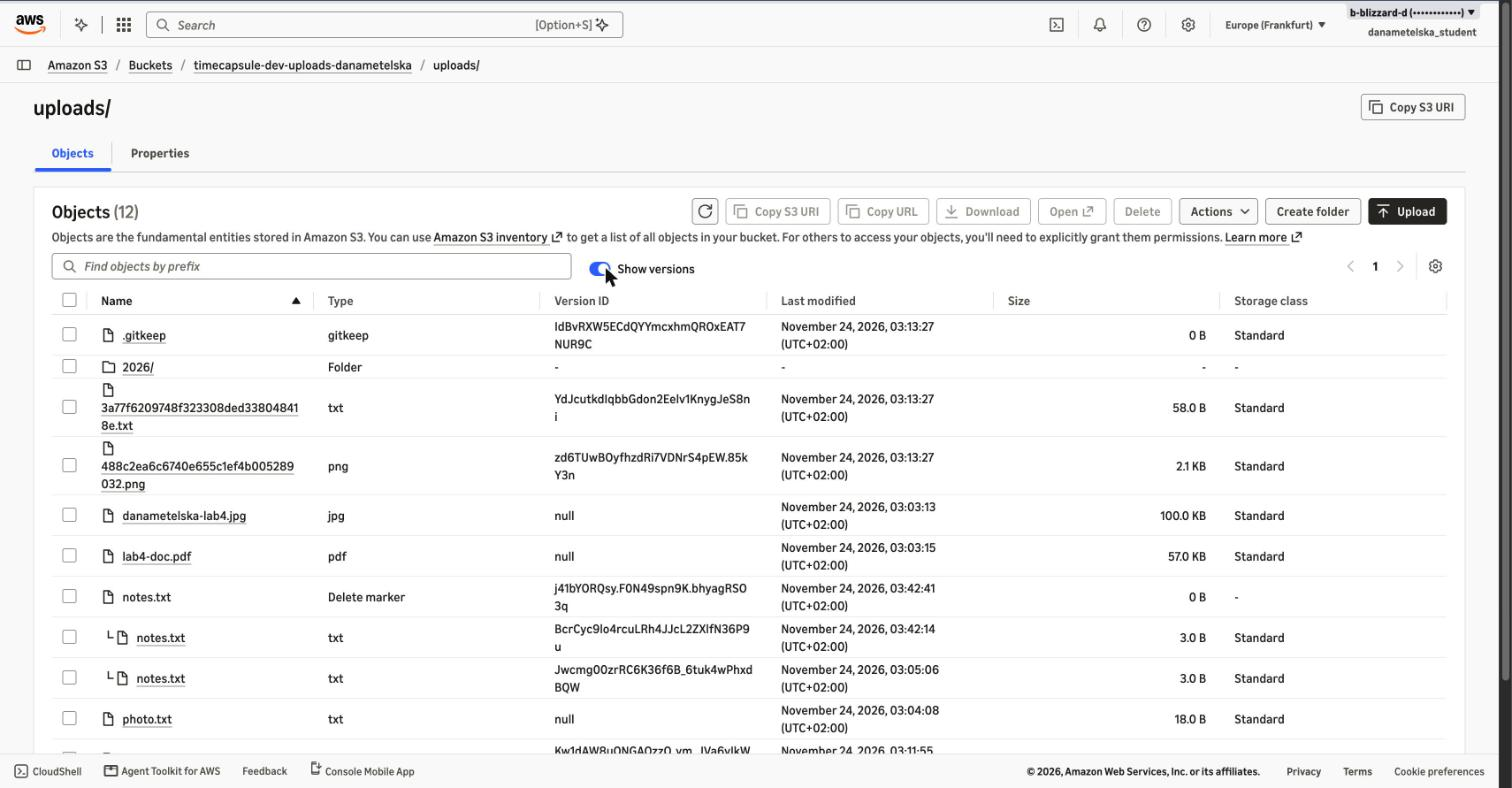 aws
Search [Option+S]
Europe (Frankfurt)
b-blizzard-d (············)
danametelska_student
Amazon S3 / Buckets / timecapsule-dev-uploads-danametelska / uploads/
uploads/
Copy S3 URI
Objects Properties
Objects (12)
Copy S3 URI Copy URL Download Open Delete Actions Create folder Upload
Objects are the fundamental entities stored in Amazon S3. You can use Amazon S3 inventory to get a list of all objects in your bucket. For others to access your objects, you'll need to explicitly grant them permissions. Learn more
Find objects by prefix
Show versions
1
Name Type Version ID Last modified Size Storage class
.gitkeep gitkeep IdBvRXW5ECdQYYmcxhmQROxEAT7 November 24, 2026, 03:13:27 0 B Standard
NUR9C (UTC+02:00)
2026/ Folder - - - -
3a77f6209748f323308ded33804841 txt YdJcutkdIqbbGdon2EeIv1KnygJeS8n November 24, 2026, 03:13:27 58.0 B Standard
8e.txt i (UTC+02:00)
488c2ea6c6740e655c1ef4b005289 png zd6TUwBOyfhzdRi7VDNrS4pEW.85k November 24, 2026, 03:13:27 2.1 KB Standard
032.png Y3n (UTC+02:00)
danametelska-lab4.jpg jpg null November 24, 2026, 03:03:13 100.0 KB Standard
(UTC+02:00)
lab4-doc.pdf pdf null November 24, 2026, 03:03:15 57.0 KB Standard
(UTC+02:00)
notes.txt Delete marker j41bYORQsy.F0N49spn9K.bhyagRSO November 24, 2026, 03:42:41 0 B -
3q (UTC+02:00)
notes.txt txt BcrCyc9Io4rcuLRh4JJcL2ZXIfN36P9 November 24, 2026, 03:42:14 3.0 B Standard
u (UTC+02:00)
notes.txt txt Jwcmg00zrRC6K36f6B_6tuk4wPhxd November 24, 2026, 03:05:06 3.0 B Standard
BQW (UTC+02:00)
photo.txt txt null November 24, 2026, 03:04:08 18.0 B Standard
(UTC+02:00)
November 24, 2026, 03:11:55
CloudShell Agent Toolkit for AWS Feedback Console Mobile App © 2026, Amazon Web Services, Inc. or its affiliates. Privacy Terms Cookie preferences